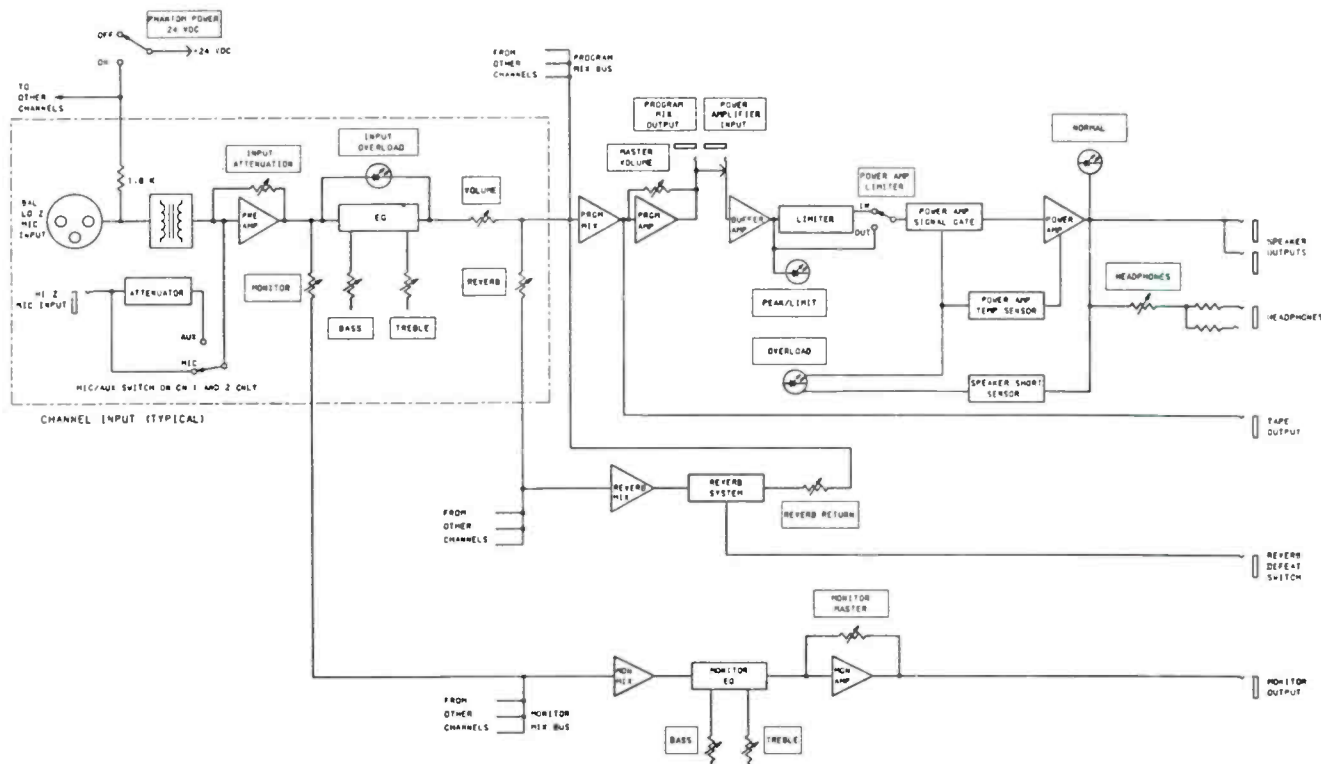 PHANTOM POWER
24 VDC
OFF
+24 VDC
ON
TO
OTHER
CHANNELS
FROM
OTHER
CHANNELS
PROGRAM
MIX BUS
PROGRAM
MIX
OUTPUT
POWER
AMPLIFIER
INPUT
NORMAL
INPUT
ATTENUATION
INPUT
OVERLOAD
MASTER
VOLUME
POWER AMP
LIMITER
1.8 K
BAL
LO Z
MIC
INPUT
PRE
AMP
EQ
VOLUME
PRGM
MIX
PRGM
AMP
BUFFER
AMP
LIMITER
IN
OUT
POWER AMP
SIGNAL GATE
POWER
AMP
SPEAKER
OUTPUTS
HI Z
MIC INPUT
ATTENUATOR
MONITOR
REVERB
PEAK/LIMIT
HEADPHONES
POWER AMP
TEMP SENSOR
HEADPHONES
BASS
TREBLE
AUX
MIC
OVERLOAD
SPEAKER SHORT
SENSOR
MIC/AUX SWITCH ON CH 1 AND 2 ONLY
CHANNEL INPUT (TYPICAL)
TAPE
OUTPUT
REVERB
MIX
REVERB
SYSTEM
REVERB RETURN
FROM
OTHER
CHANNELS
REVERB
DEFEAT
SWITCH
MONITOR
MASTER
MON
MIX
MONITOR
EQ
MON
AMP
MONITOR
OUTPUT
FROM
OTHER
CHANNELS
MONITOR
MIX BUS
BASS
TREBLE